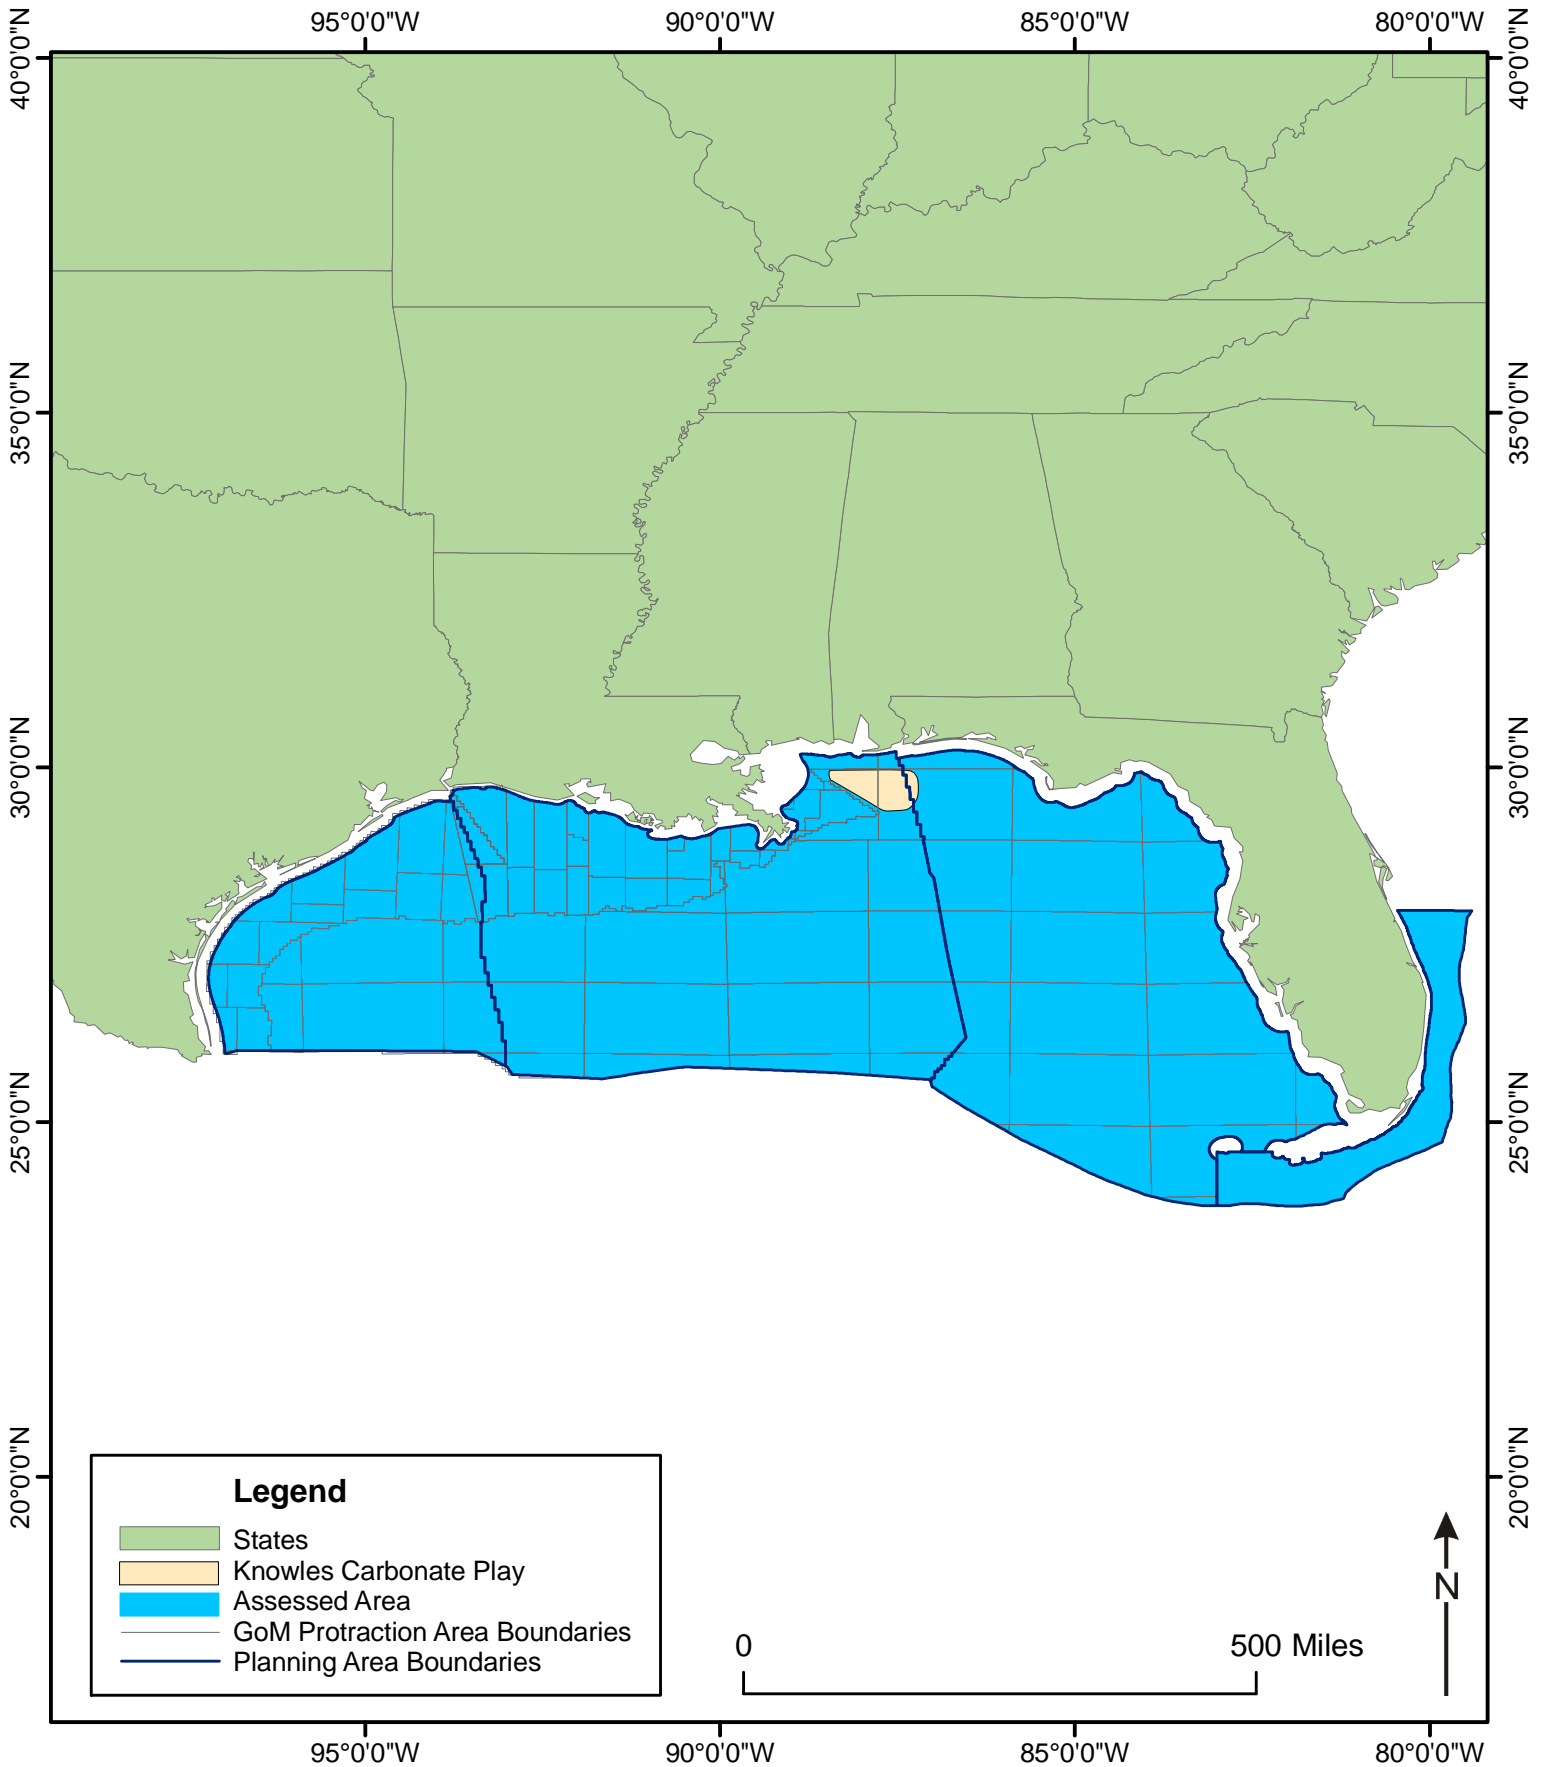 95°0'0"W 90°0'0"W 85°0'0"W 80°0'0"W
40°0'0"N 40°0'0"N
35°0'0"N 35°0'0"N
30°0'0"N 30°0'0"N
25°0'0"N 25°0'0"N
20°0'0"N 20°0'0"N
Legend
States
Knowles Carbonate Play
Assessed Area
GoM Protraction Area Boundaries
Planning Area Boundaries
0 500 Miles
N
95°0'0"W 90°0'0"W 85°0'0"W 80°0'0"W